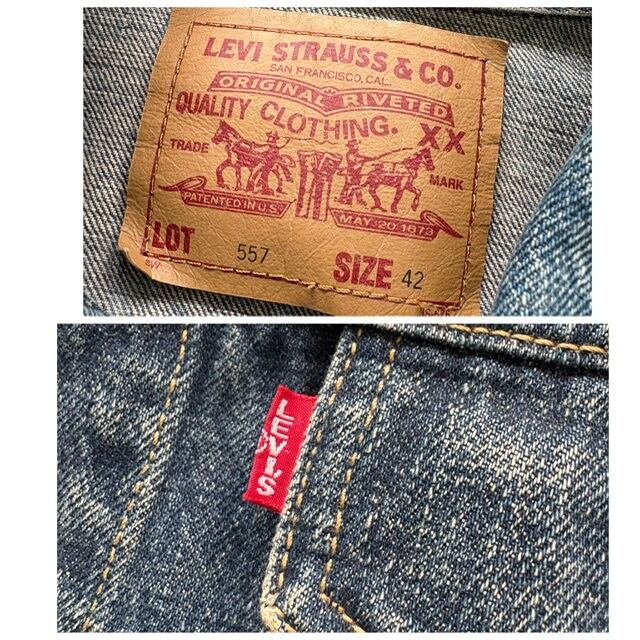 LEVI STRAUSS & CO.
SAN FRANCISCO, CAL.
ORIGINAL RIVETED
QUALITY CLOTHING.
XX
TRADE MARK
PATENTED IN U.S. MAY 20 1873
LOT 557 SIZE 42
LEVI'S